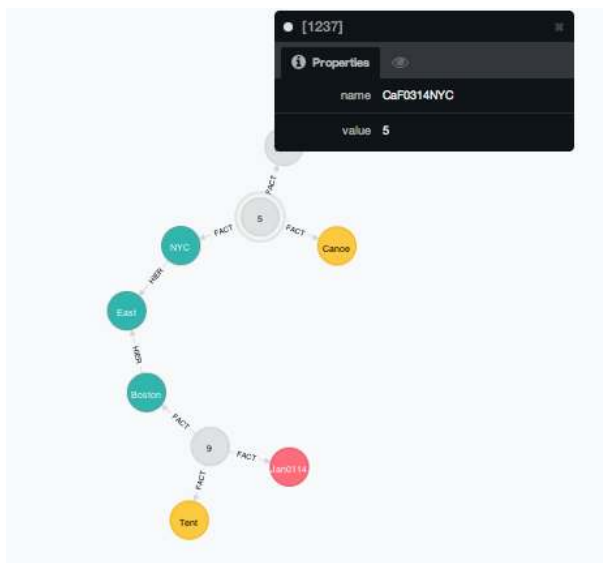 [1237]
Properties
name CaF0314NYC
value 5
FACT
5
FACT
FACT
NYC
Canoe
HIER
East
HIER
Boston
FACT
9
FACT
Jan0114
FACT
Tent